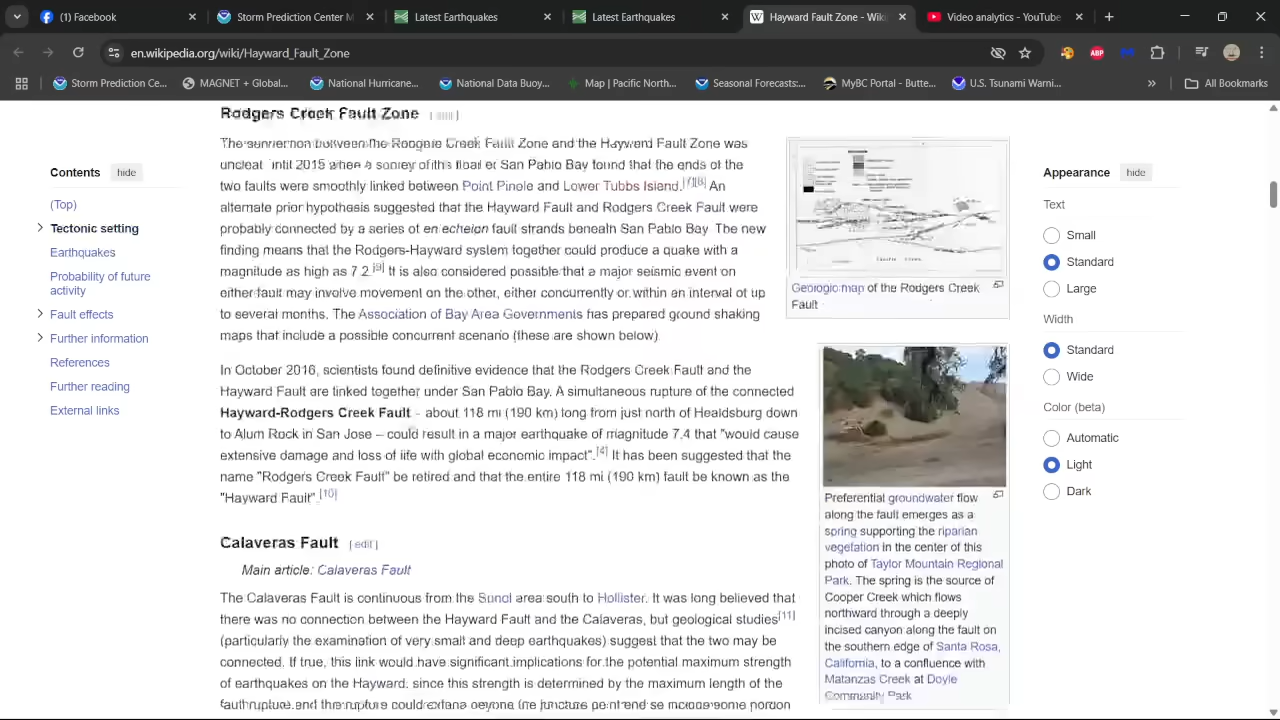 (1) Facebook
Storm Prediction Center M
Latest Earthquakes
Latest Earthquakes
Hayward Fault Zone - Wiki
Video analytics - YouTube
en.wikipedia.org/wiki/Hayward_Fault_Zone
ABP
Storm Prediction Ce...
MAGNET + Global...
National Hurricane...
National Data Buoy...
Map | Pacific North...
Seasonal Forecasts:...
MyBC Portal - Butte...
U.S. Tsunami Warni...
All Bookmarks
Contents
(Top)
Tectonic setting
Earthquakes
Probability of future
activity
Fault effects
Further information
References
Further reading
External links
Rodgers Creek Fault Zone
The between the Creek Fault Zone and the Hayward Fault Zone was
until when a of San Pablo Bay found that the ends of the
two faults were smoothly linked between Point Pinole and Lower Tubbs Island. An
alternate prior hypothesis suggested that the Hayward Fault and Rodgers Creek Fault were
probably connected by a series of en echelon fault strands beneath San Pablo Bay. The new
finding means that the Rodgers-Hayward system together could produce a quake with a
magnitude as high as It is also considered possible that a major seismic event on
either fault may involve movement on the other, either concurrently or within an interval of up
to several months. The Association of Bay Area Governments has prepared ground shaking
maps that include a possible concurrent scenario (these are shown below).
In October 2016, scientists found definitive evidence that the Rodgers Creek Fault and the
Hayward Fault are linked together under San Pablo Bay. A simultaneous rupture of the connected
Hayward-Rodgers Creek fault – about 118 mi (190 km) long from just north of Healdsburg down
to Alum Rock in San Jose – could result in a major earthquake of magnitude 7.4 that "would cause
extensive damage and loss of life with global economic impact".[4] It has been suggested that the
name "Rodgers Creek Fault" be retired and that the entire 118 mi (190 km) fault be known as the
"Hayward Fault".[10]
Calaveras Fault [ edit ]
Main article: Calaveras Fault
The Calaveras Fault is continuous from the Sunol area south to Hollister. It was long believed that
there was no connection between the Hayward Fault and the Calaveras, but geological studies[11]
(particularly the examination of very small and deep earthquakes) suggest that the two may be
connected. If true, this link would have significant implications for the potential maximum strength
of earthquakes on the Hayward, since this strength is determined by the maximum length of the
fault rupture and this rupture could extend the
Geologic map of the Rodgers Creek
Fault
Preferential groundwater flow
along the fault emerges as a
spring supporting the riparian
vegetation in the center of this
photo of Taylor Mountain Regional
Park. The spring is the source of
Cooper Creek which flows
northward through a deeply
incised canyon along the fault on
the southern edge of Santa Rosa,
California, to a confluence with
Matanzas Creek at Doyle
Community Park
Appearance hide
Text
Small
Standard
Large
Width
Standard
Wide
Color (beta)
Automatic
Light
Dark